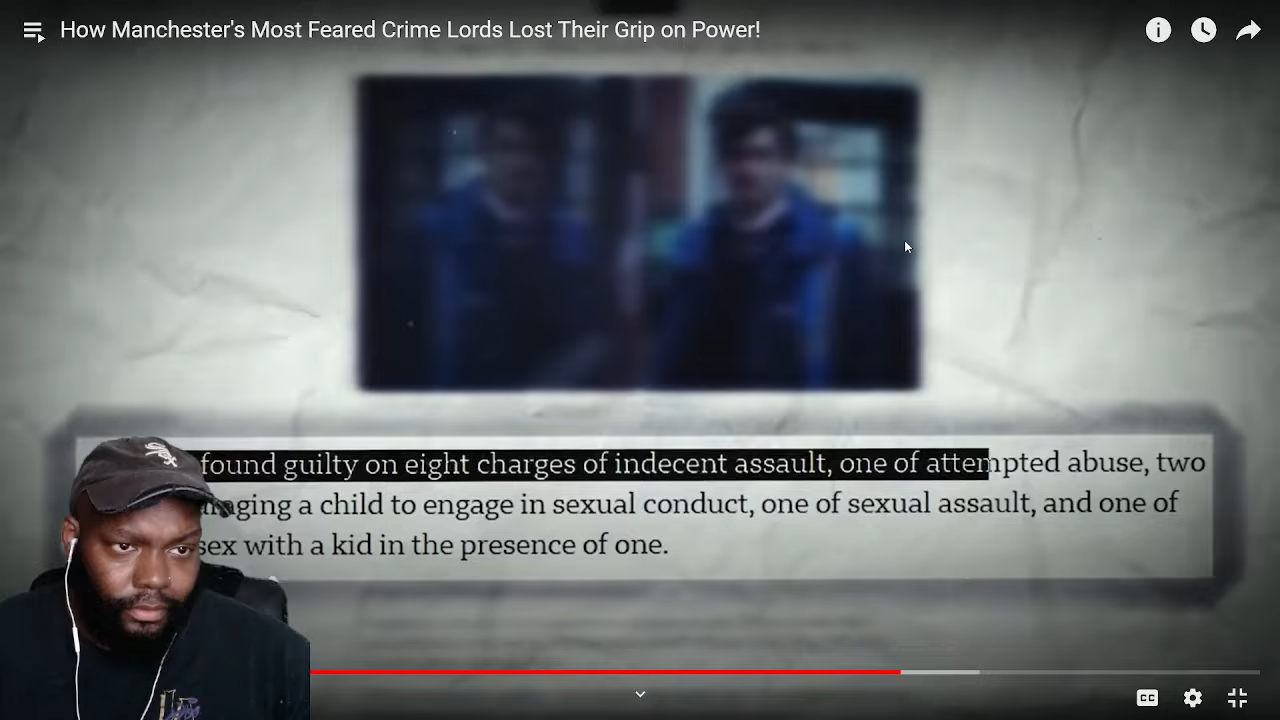 How Manchester's Most Feared Crime Lords Lost Their Grip on Power!
found guilty on eight charges of indecent assault, one of attempted abuse, two
a child to engage in sexual conduct, one of sexual assault, and one of
sex with a kid in the presence of one.
CC